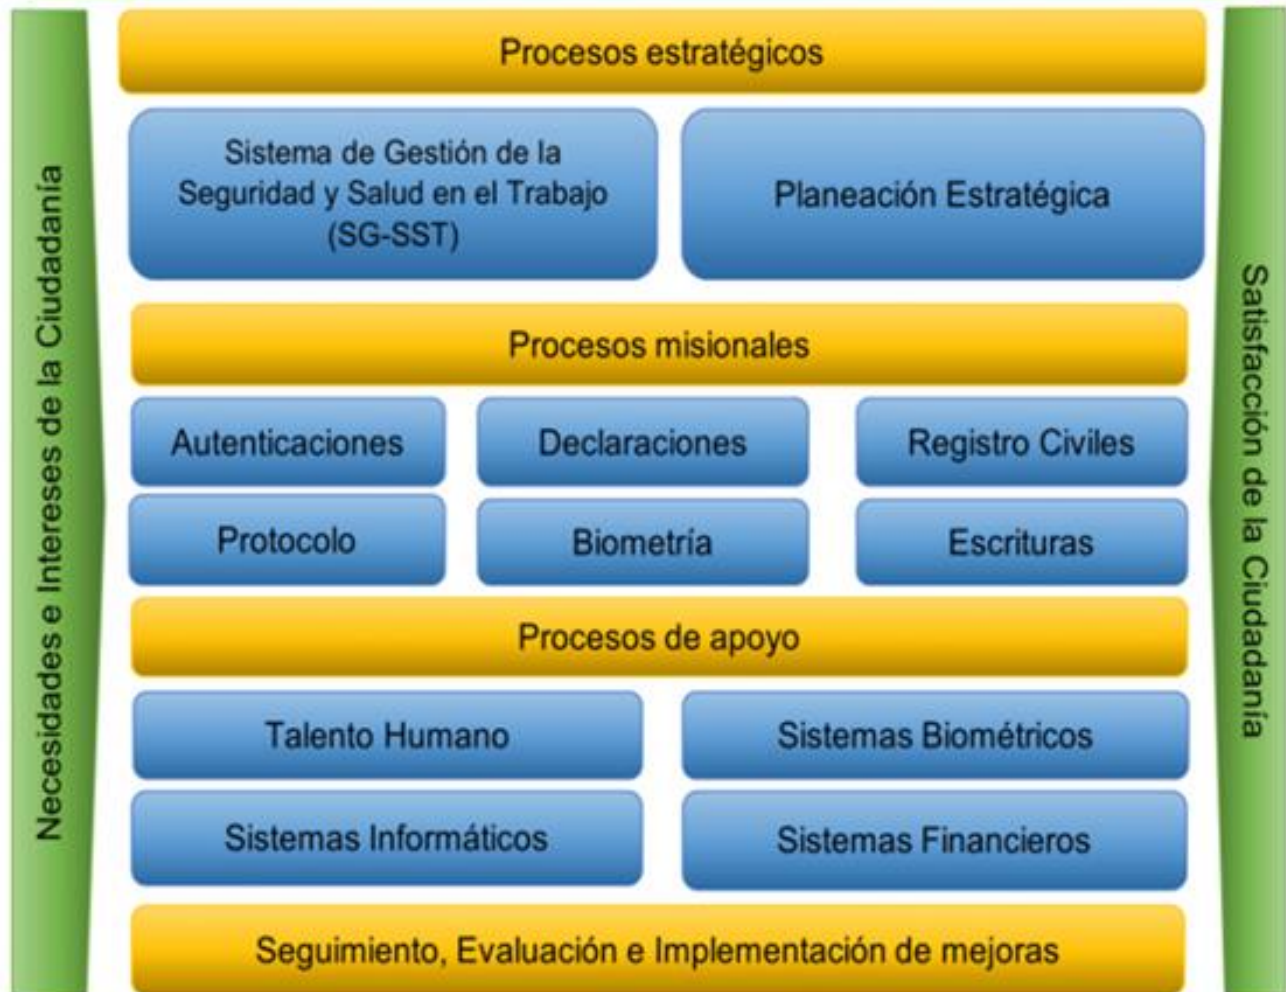 Necesidades e Intereses de la Ciudadanía
Procesos estratégicos
Sistema de Gestión de la
Seguridad y Salud en el Trabajo
(SG-SST)
Planeación Estratégica
Procesos misionales
Autenticaciones
Declaraciones
Registro Civiles
Protocolo
Biometría
Escrituras
Procesos de apoyo
Talento Humano
Sistemas Biométricos
Sistemas Informáticos
Sistemas Financieros
Seguimiento, Evaluación e Implementación de mejoras
Satisfacción de la Ciudadanía